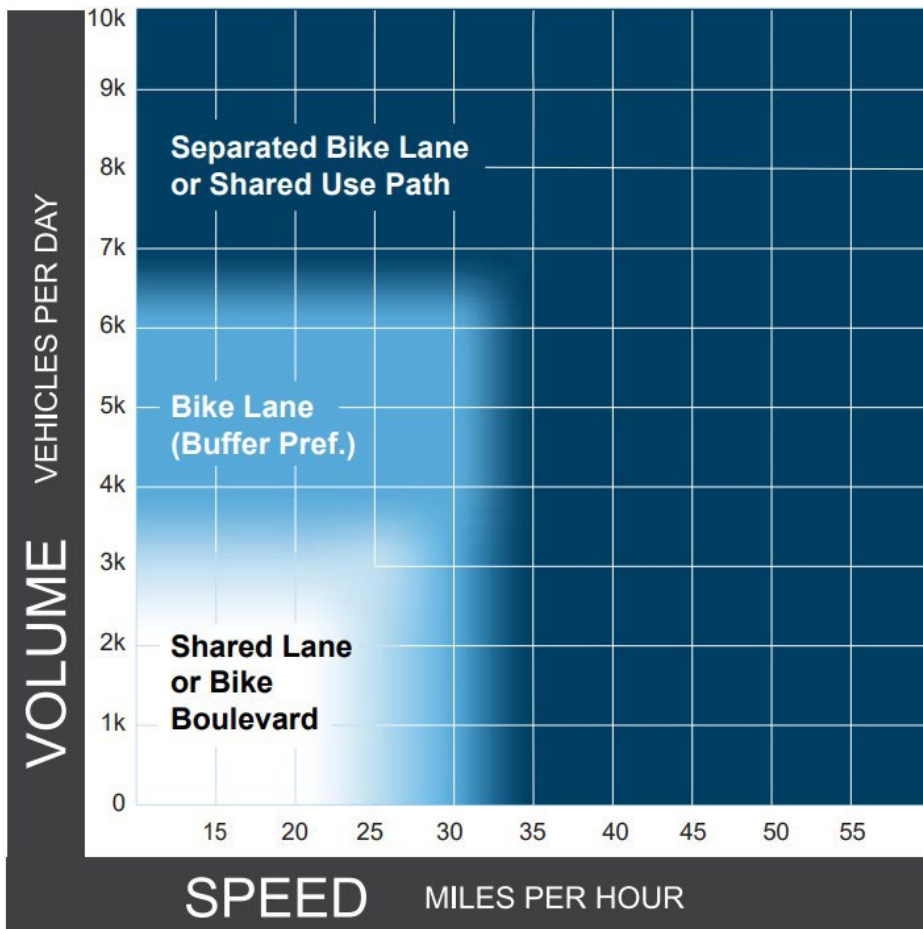 VOLUME VEHICLES PER DAY
10k
9k
8k
7k
6k
5k
4k
3k
2k
1k
0
Separated Bike Lane
or Shared Use Path
Bike Lane
(Buffer Pref.)
Shared Lane
or Bike
Boulevard
15 20 25 30 35 40 45 50 55
SPEED MILES PER HOUR